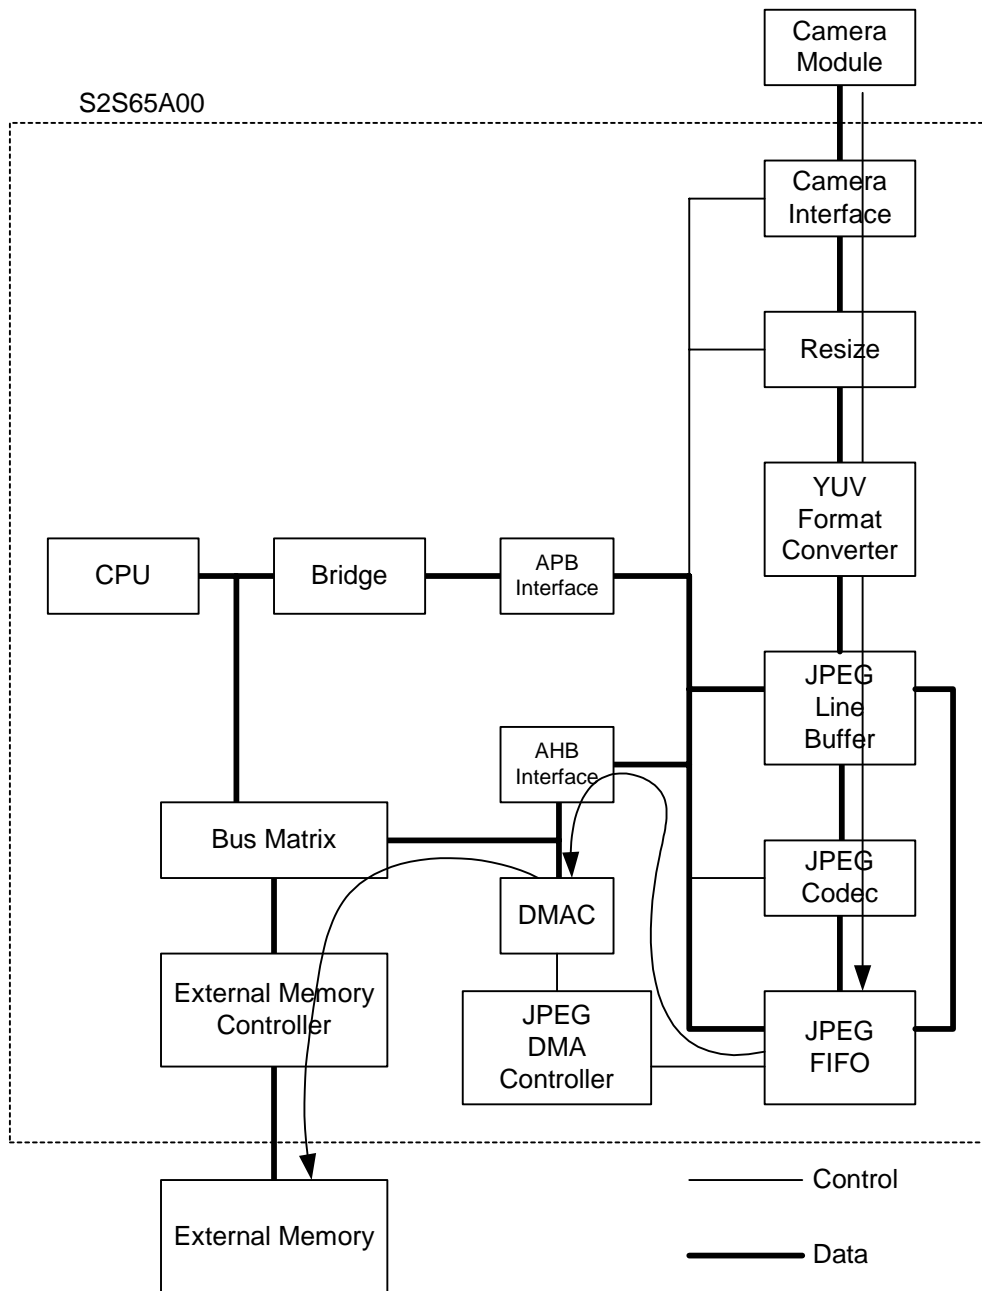 Camera
Module
S2S65A00
Camera
Interface
Resize
YUV
Format
Converter
CPU
Bridge
APB
Interface
JPEG
Line
Buffer
AHB
Interface
Bus Matrix
JPEG
Codec
DMAC
External Memory
Controller
JPEG
DMA
Controller
JPEG
FIFO
Control
External Memory
Data